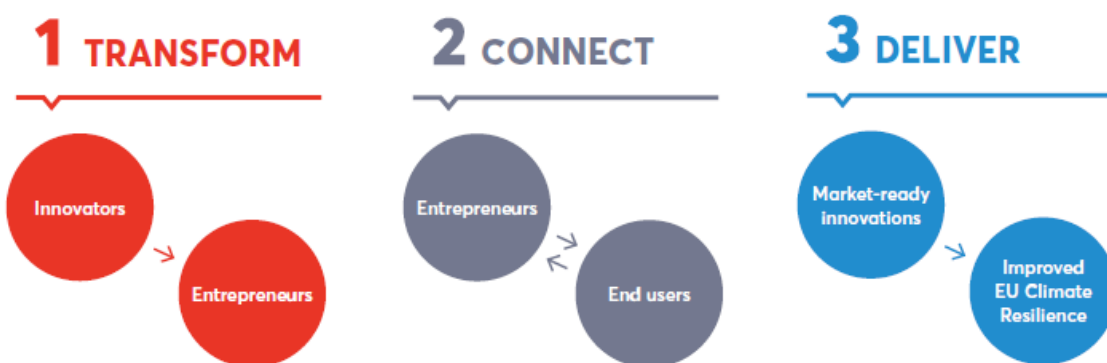 1 TRANSFORM
Innovators
Entrepreneurs
2 CONNECT
Entrepreneurs
End users
3 DELIVER
Market-ready
innovations
Improved
EU Climate
Resilience